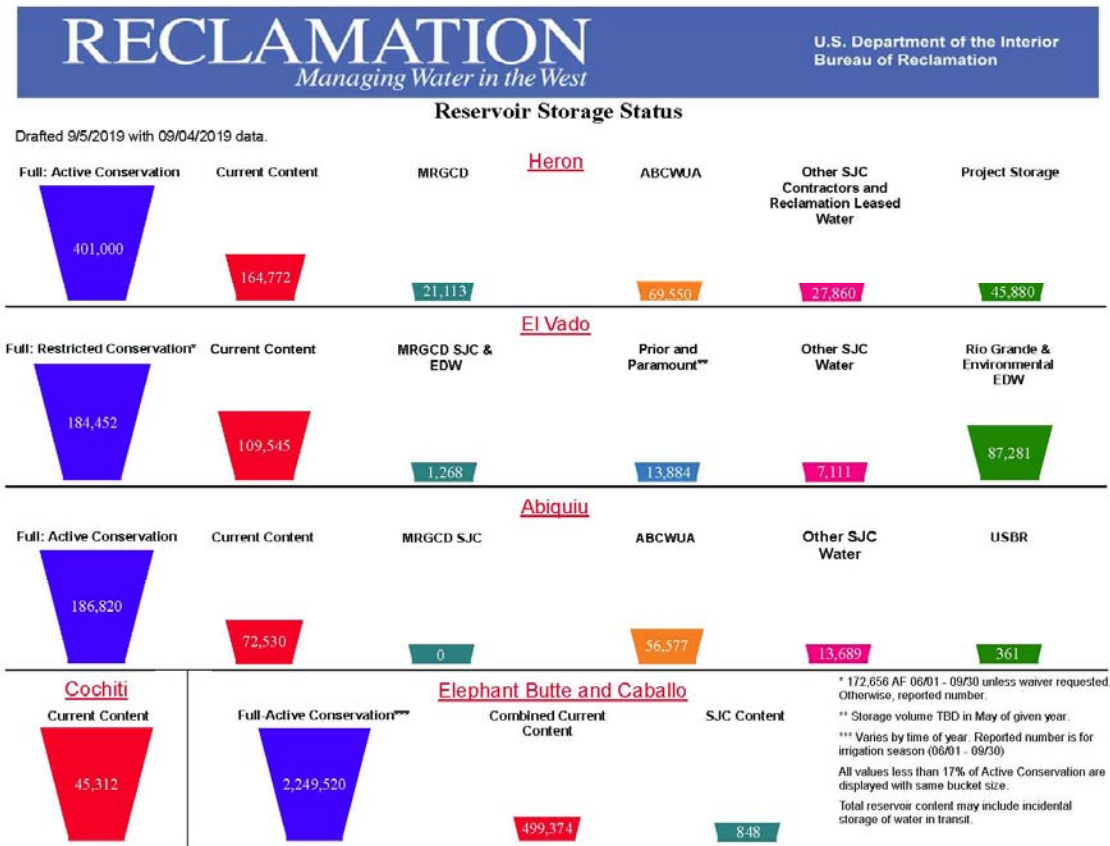 RECLAMATION
Managing Water in the West
U.S. Department of the Interior
Bureau of Reclamation
Reservoir Storage Status
Drafted 9/5/2019 with 09/04/2019 data.
Heron
Full: Active Conservation
Current Content
MRGCD
ABCWUA
Other SJC
Contractors and
Reclamation Leased
Water
Project Storage
401,000
164,772
21,113
69,550
27,860
45,880
El Vado
Full: Restricted Conservation*
Current Content
MRGCD SJC &
EDW
Prior and
Paramount**
Other SJC
Water
Rio Grande &
Environmental
EDW
184,452
109,545
1,268
13,884
7,111
87,281
Abiquiu
Full: Active Conservation
Current Content
MRGCD SJC
ABCWUA
Other SJC
Water
USBR
186,820
72,530
0
56,577
13,689
361
Cochiti
Current Content
45,312
Elephant Butte and Caballo
Full-Active Conservation***
Combined Current
Content
SJC Content
2,249,520
499,374
848
* 172,656 AF 06/01 - 09/30 unless waiver requested.
Otherwise, reported number.
** Storage volume TBD in May of given year.
*** Varies by time of year. Reported number is for
irrigation season (06/01 - 09/30)
All values less than 17% of Active Conservation are
displayed with same bucket size.
Total reservoir content may include incidental
storage of water in transit.